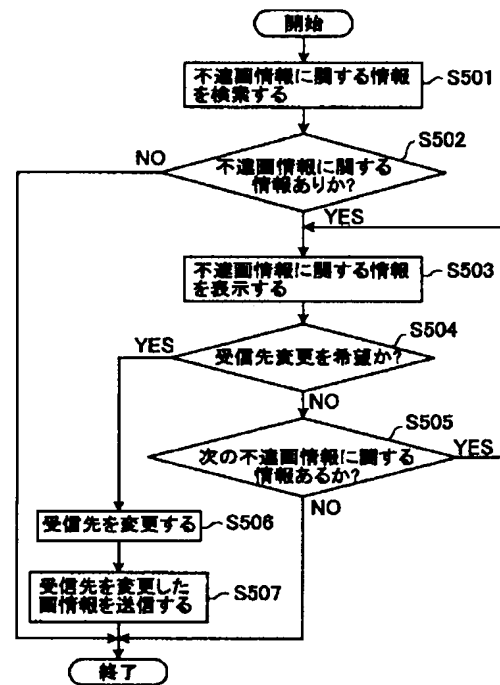 開始
不達画情報に関する情報
を検索する
S501
S502
不達画情報に関する
情報ありか?
NO
YES
不達画情報に関する情報
を表示する
S503
S504
受信先変更を希望か?
YES
NO
S505
次の不達画情報に関する
情報あるか?
YES
NO
受信先を変更する
S506
受信先を変更した
画情報を送信する
S507
終了